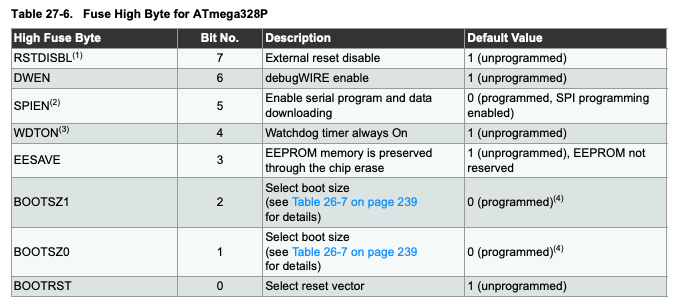 Table 27-6. Fuse High Byte for ATmega328P
High Fuse Byte Bit No. Description Default Value
RSTDISBL(1) 7 External reset disable 1 (unprogrammed)
DWEN 6 debugWIRE enable 1 (unprogrammed)
SPIEN(2) 5 Enable serial program and data
downloading 0 (programmed, SPI programming
enabled)
WDTON(3) 4 Watchdog timer always On 1 (unprogrammed)
EESAVE 3 EEPROM memory is preserved
through the chip erase 1 (unprogrammed), EEPROM not
reserved
BOOTSZ1 2 Select boot size
(see Table 26-7 on page 239
for details) 0 (programmed)(4)
BOOTSZ0 1 Select boot size
(see Table 26-7 on page 239
for details) 0 (programmed)(4)
BOOTRST 0 Select reset vector 1 (unprogrammed)